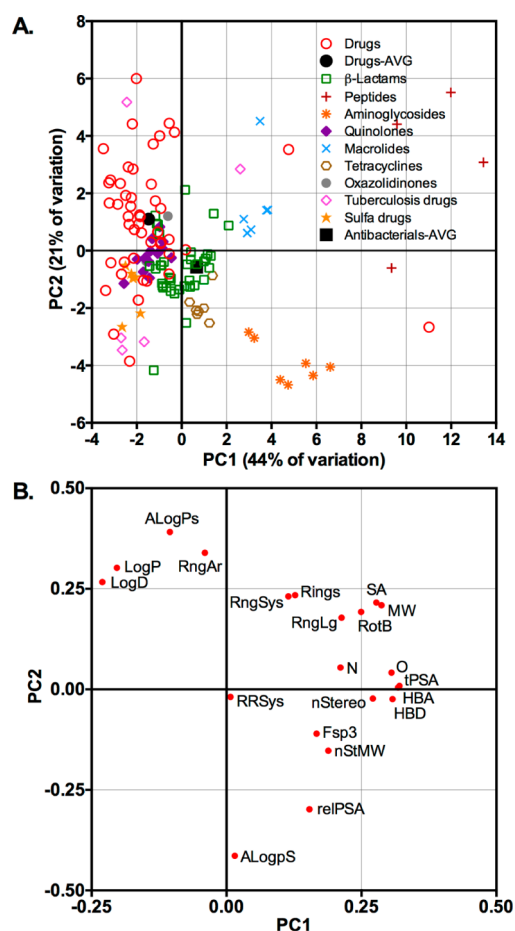 A.
8
6
4
2
0
-2
-4
-6
PC2 (21% of variation)
Drugs
Drugs-AVG
β-Lactams
Peptides
Aminoglycosides
Quinolones
Macrolides
Tetracyclines
Oxazolidinones
Tuberculosis drugs
Sulfa drugs
Antibacterials-AVG
-4 -2 0 2 4 6 8 10 12 14
PC1 (44% of variation)
B.
0.50
0.25
0.00
-0.25
-0.50
PC2
ALogPs
LogP
RngAr
LogD
RngSys
Rings
SA
MW
RngLg
RotB
N
O
tPSA
RRSys
nStereo
HBA
HBD
Fsp3
nStMW
relPSA
ALogpS
-0.25 0.00 0.25 0.50
PC1